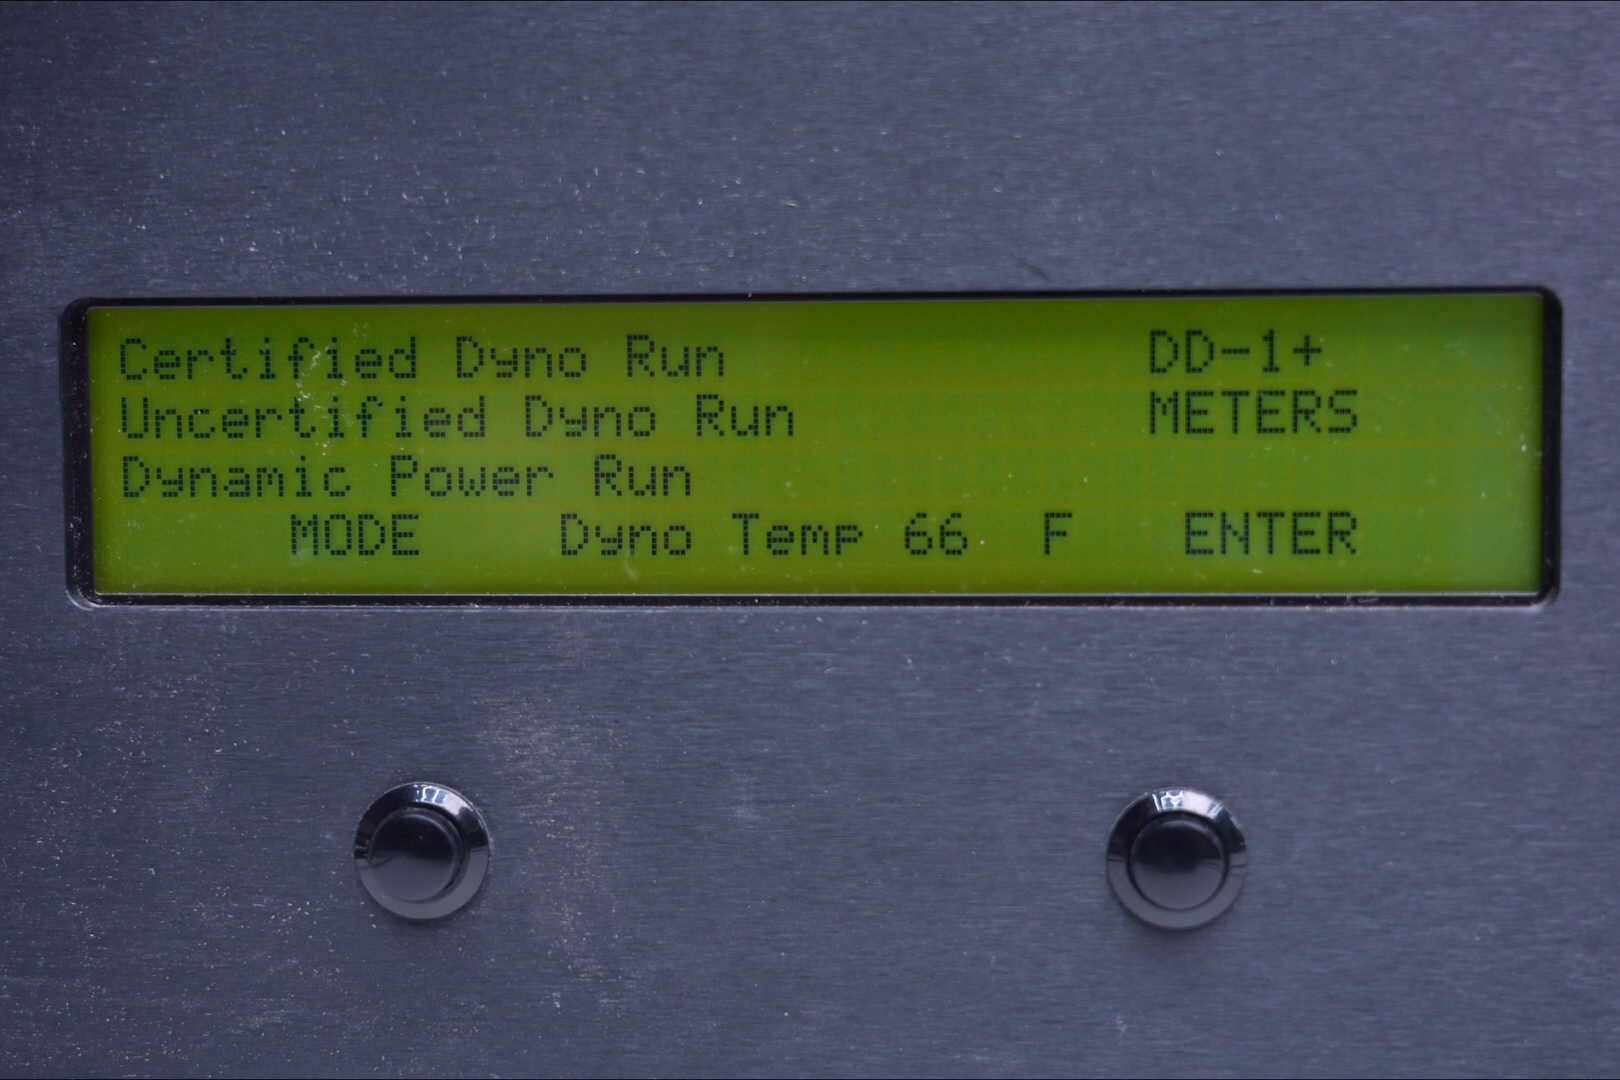 Certified Dyno Run DD-1+
Uncertified Dyno Run METERS
Dynamic Power Run
MODE Dyno Temp 66 F ENTER